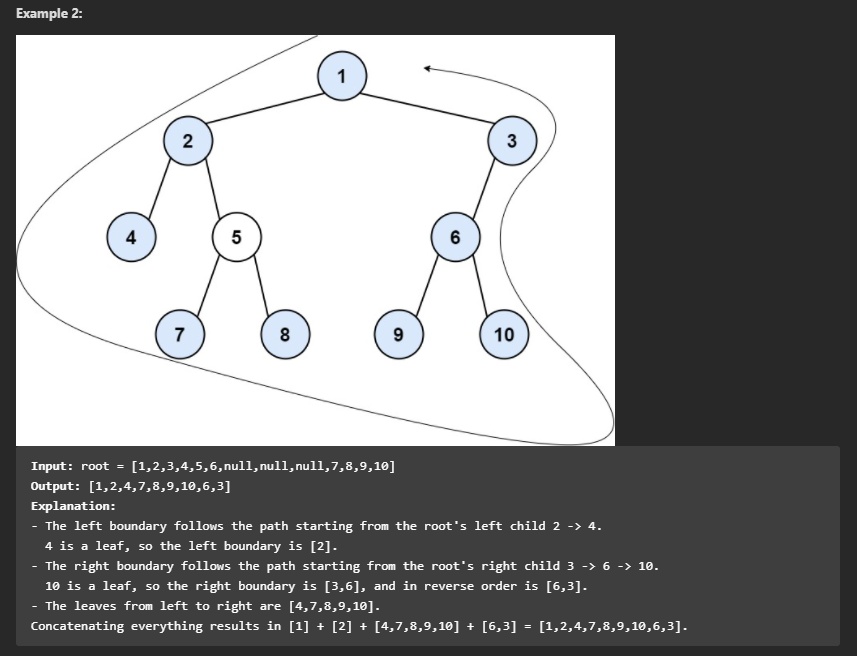 Example 2:
1
2
3
4
5
6
7
8
9
10
Input: root = [1,2,3,4,5,6,null,null,null,7,8,9,10]
Output: [1,2,4,7,8,9,10,6,3]
Explanation:
- The left boundary follows the path starting from the root's left child 2 -> 4.
4 is a leaf, so the left boundary is [2].
- The right boundary follows the path starting from the root's right child 3 -> 6 -> 10.
10 is a leaf, so the right boundary is [3,6], and in reverse order is [6,3].
- The leaves from left to right are [4,7,8,9,10].
Concatenating everything results in [1] + [2] + [4,7,8,9,10] + [6,3] = [1,2,4,7,8,9,10,6,3].